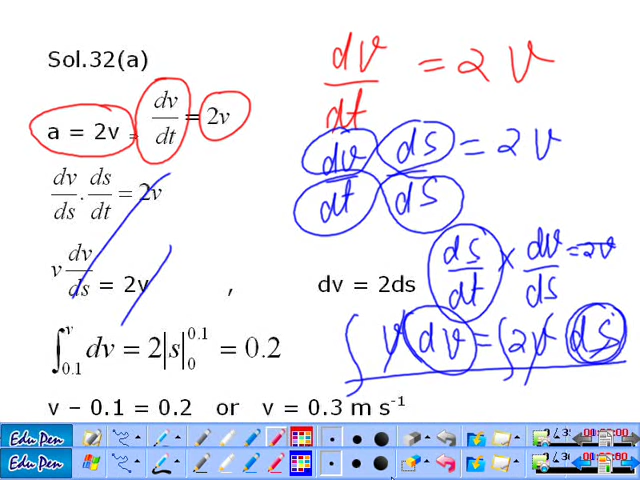 Sol.32(a)
dv/dt = 2v
a = 2v = dv/dt = 2v
dv/dt ds/ds = 2v
dv/ds . ds/dt = 2v
ds/dt × dv/ds = 2v
v dv/ds = 2v , dv = 2ds
∫ v dv = ∫ 2v ds
∫_{0.1}^{v} dv = 2|s|_{0}^{0.1} = 0.2
v – 0.1 = 0.2 or v = 0.3 m s⁻¹
Edu Pen
Edu Pen